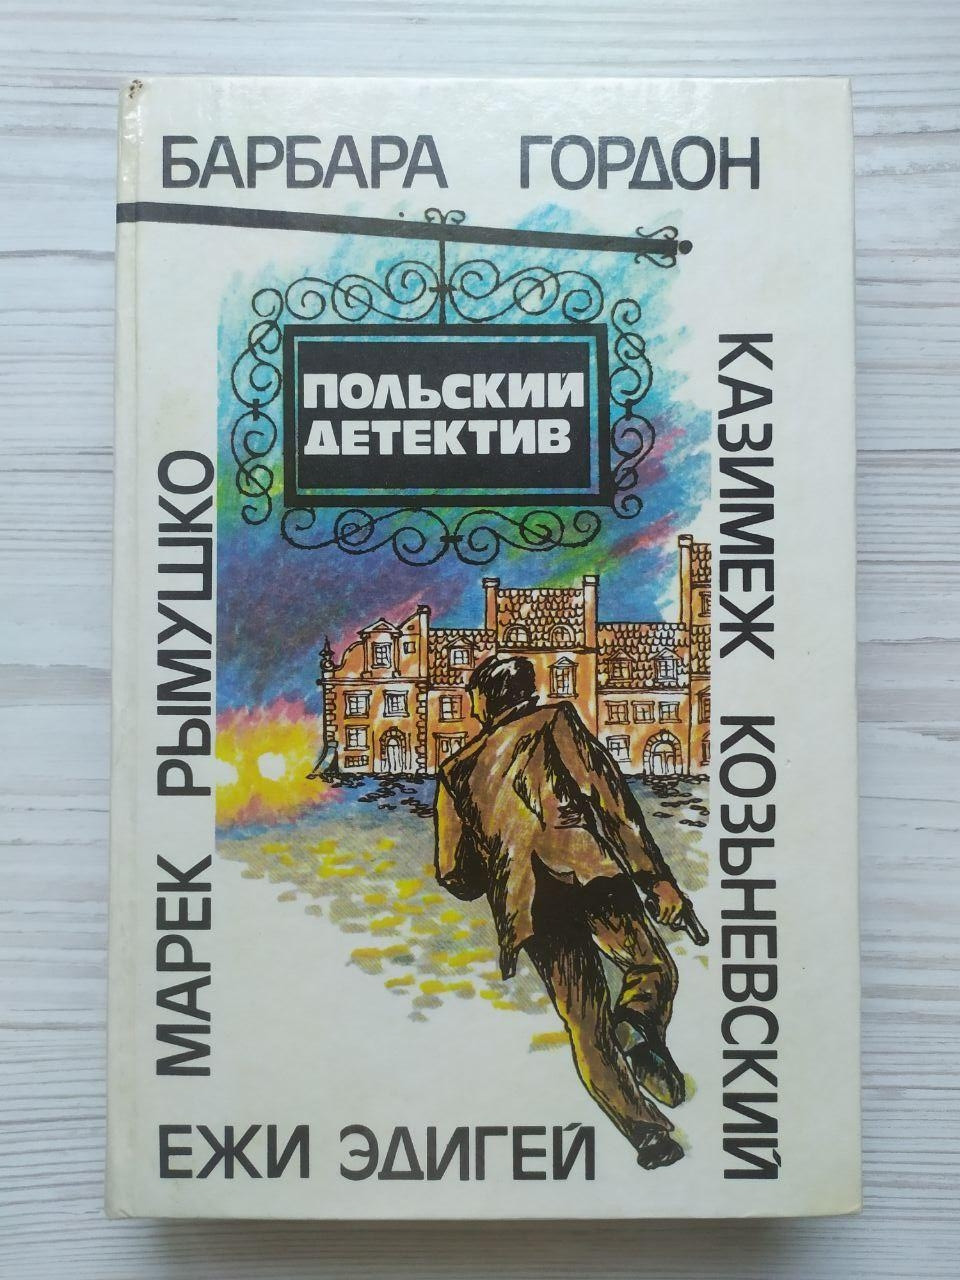 БАРБАРА ГОРДОН
ПОЛЬСКИЙ
ДЕТЕКТИВ
КАЗИМЕЖ КОЗЬНЕВСКИЙ
МАРЕК РЫМУШКО
ЕЖИ ЭДИГЕЙ